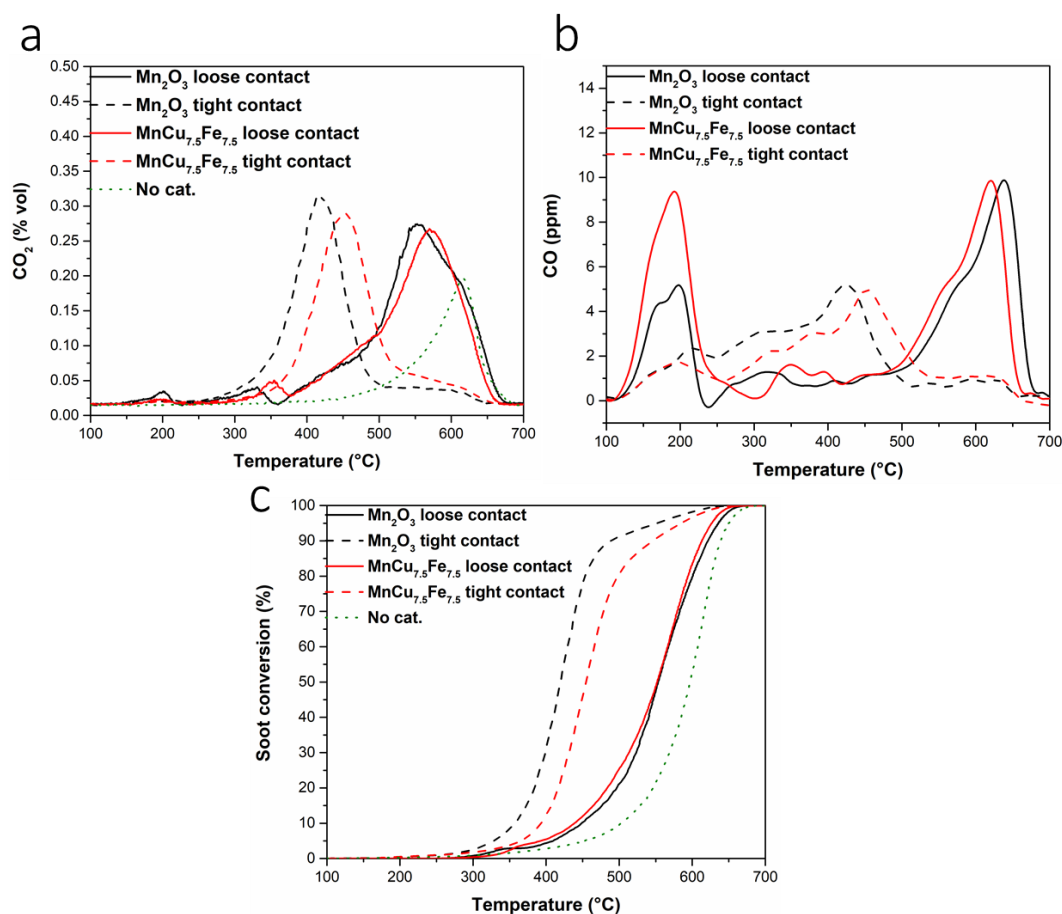 a
0.50
0.45
0.40
0.35
0.30
0.25
0.20
0.15
0.10
0.05
0.00
CO₂ (% vol)
Mn₂O₃ loose contact
Mn₂O₃ tight contact
MnCu₇.₅Fe₇.₅ loose contact
MnCu₇.₅Fe₇.₅ tight contact
No cat.
100 200 300 400 500 600 700
Temperature (°C)
b
14
12
10
8
6
4
2
0
CO (ppm)
Mn₂O₃ loose contact
Mn₂O₃ tight contact
MnCu₇.₅Fe₇.₅ loose contact
MnCu₇.₅Fe₇.₅ tight contact
100 200 300 400 500 600 700
Temperature (°C)
c
100
90
80
70
60
50
40
30
20
10
0
Soot conversion (%)
Mn₂O₃ loose contact
Mn₂O₃ tight contact
MnCu₇.₅Fe₇.₅ loose contact
MnCu₇.₅Fe₇.₅ tight contact
No cat.
100 200 300 400 500 600 700
Temperature (°C)